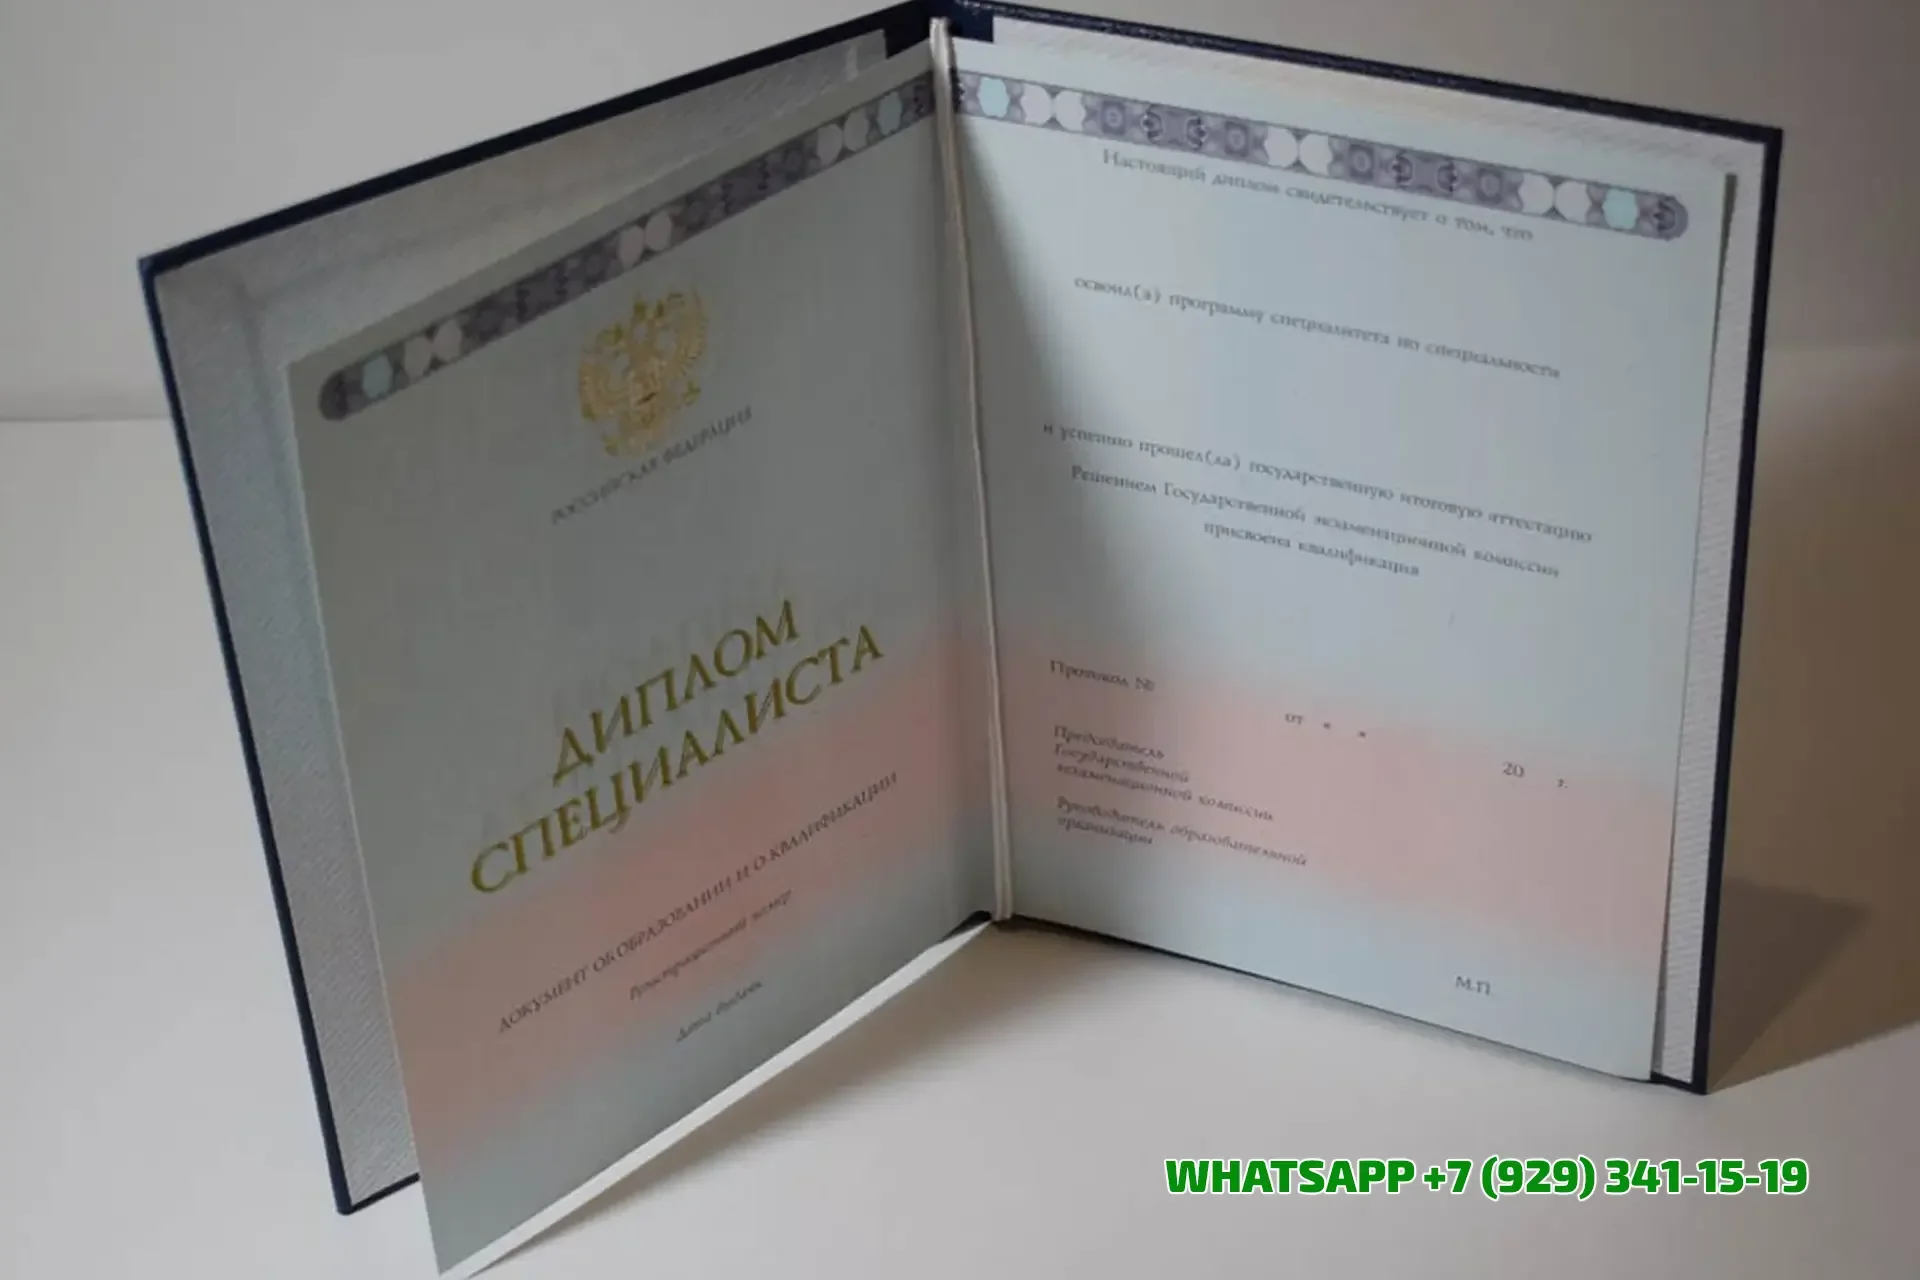 РОССИЙСКАЯ ФЕДЕРАЦИЯ
ДИПЛОМ
СПЕЦИАЛИСТА
ДОКУМЕНТ ОБ ОБРАЗОВАНИИ И О КВАЛИФИКАЦИИ
Регистрационный номер
Дата выдачи
Настоящий диплом свидетельствует о том, что
освоил(а) программу специалитета по специальности
и успешно прошел(ла) государственную итоговую аттестацию
Решением Государственной экзаменационной комиссии
присвоена квалификация
Протокол №
от « » 20 г.
Председатель
Государственной
экзаменационной комиссии
Руководитель образовательной
организации
М.П.
WHATSAPP +7 (929) 341-15-19